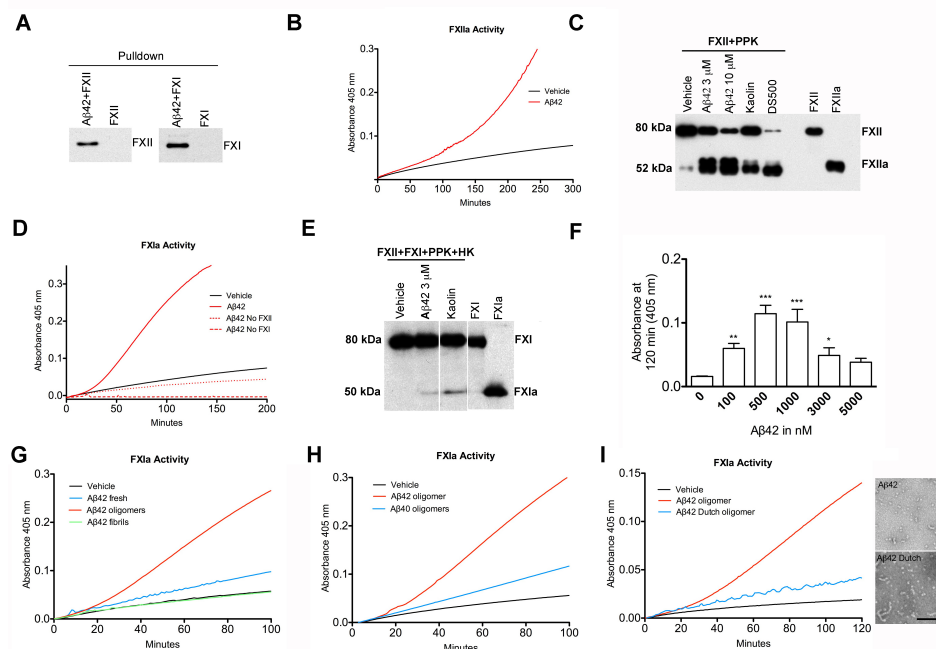 A
Pulldown
Aβ42+FXII
FXII
Aβ42+FXI
FXI
FXII
FXI
B
FXIIa Activity
Absorbance 405 nm
0.3
0.2
0.1
Vehicle
Aβ42
0 50 100 150 200 250 300
Minutes
C
FXII+PPK
Vehicle
Aβ42 3 μM
Aβ42 10 μM
Kaolin
DS500
FXII
FXIIa
80 kDa
FXII
52 kDa
FXIIa
D
FXIa Activity
Absorbance 405 nm
0.3
0.2
0.1
0.0
Vehicle
Aβ42
Aβ42 No FXII
Aβ42 No FXI
0 50 100 150 200
Minutes
E
FXII+FXI+PPK+HK
Vehicle
Aβ42 3 μM
Kaolin
FXI
FXIa
80 kDa
FXI
50 kDa
FXIa
F
Absorbance at
120 min (405 nm)
0.2
0.1
0.0
**
***
***
*
0 100 500 1000 3000 5000
Aβ42 in nM
G
FXIa Activity
Absorbance 405 nm
0.3
0.2
0.1
0.0
Vehicle
Aβ42 fresh
Aβ42 oligomers
Aβ42 fibrils
0 20 40 60 80 100
Minutes
H
FXIa Activity
Absorbance 405 nm
0.3
0.2
0.1
0.0
Vehicle
Aβ42 oligomer
Aβ40 oligomers
0 20 40 60 80 100
Minutes
I
FXIa Activity
Absorbance 405 nm
0.15
0.10
0.05
0.00
Vehicle
Aβ42 oligomer
Aβ42 Dutch oligomer
0 20 40 60 80 100 120
Minutes
Aβ42
Aβ42 Dutch